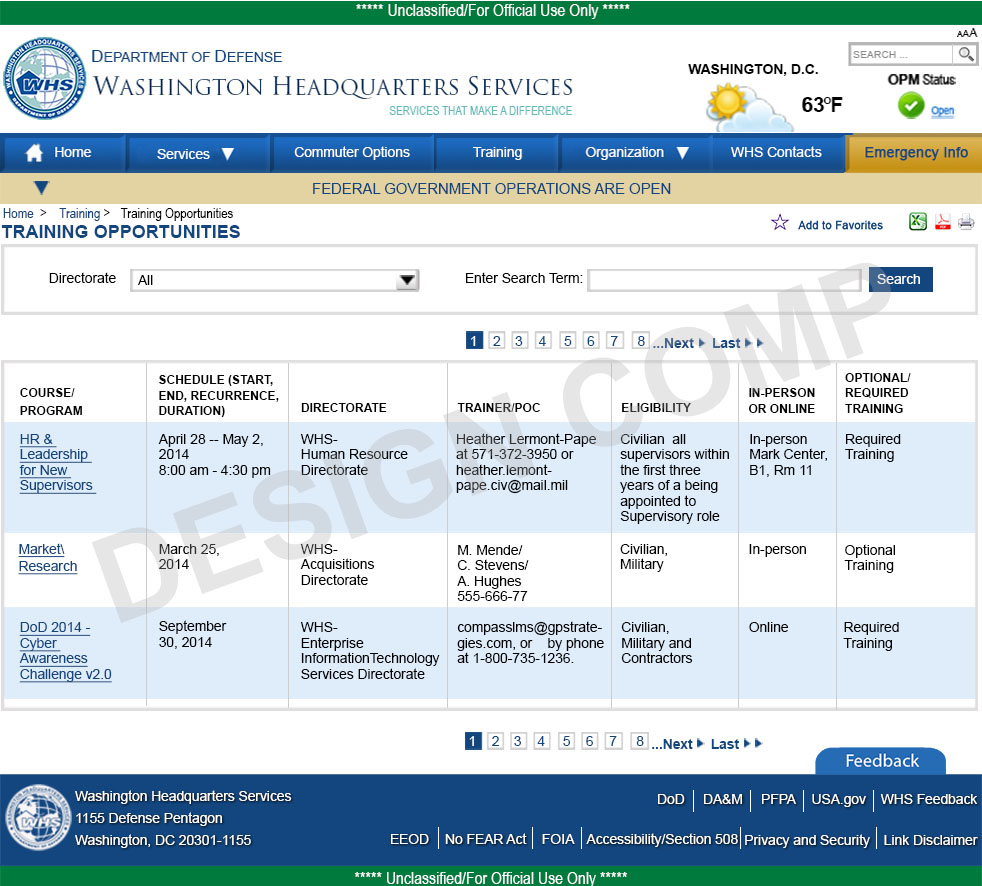 ***** Unclassified/For Official Use Only *****
AAA
DEPARTMENT OF DEFENSE
WASHINGTON HEADQUARTERS SERVICES
SERVICES THAT MAKE A DIFFERENCE
WASHINGTON HEADQUARTERS SERVICES
WHS
DEPARTMENT OF DEFENSE
WASHINGTON, D.C.
63°F
SEARCH ...
OPM Status
Open
Home
Services
Commuter Options
Training
Organization
WHS Contacts
Emergency Info
FEDERAL GOVERNMENT OPERATIONS ARE OPEN
Home > Training > Training Opportunities
TRAINING OPPORTUNITIES
Add to Favorites
Directorate
All
Enter Search Term:
Search
1 2 3 4 5 6 7 8 ...Next Last
DESIGN COMP
COURSE/
PROGRAM
SCHEDULE (START,
END, RECURRENCE,
DURATION)
DIRECTORATE
TRAINER/POC
ELIGIBILITY
IN-PERSON
OR ONLINE
OPTIONAL/
REQUIRED
TRAINING
HR &
Leadership
for New
Supervisors
April 28 -- May 2,
2014
8:00 am - 4:30 pm
WHS-
Human Resource
Directorate
Heather Lermont-Pape
at 571-372-3950 or
heather.lemont-
pape.civ@mail.mil
Civilian all
supervisors within
the first three
years of a being
appointed to
Supervisory role
In-person
Mark Center,
B1, Rm 11
Required
Training
Market\
Research
March 25,
2014
WHS-
Acquisitions
Directorate
M. Mende/
C. Stevens/
A. Hughes
555-666-77
Civilian,
Military
In-person
Optional
Training
DoD 2014 -
Cyber
Awareness
Challenge v2.0
September
30, 2014
WHS-
Enterprise
InformationTechnology
Services Directorate
compasslms@gpstrate-
gies.com, or by phone
at 1-800-735-1236.
Civilian,
Military and
Contractors
Online
Required
Training
1 2 3 4 5 6 7 8 ...Next Last
Feedback
WHS
Washington Headquarters Services
1155 Defense Pentagon
Washington, DC 20301-1155
DoD | DA&M | PFPA | USA.gov | WHS Feedback
EEOD | No FEAR Act | FOIA | Accessibility/Section 508 | Privacy and Security | Link Disclaimer
***** Unclassified/For Official Use Only *****